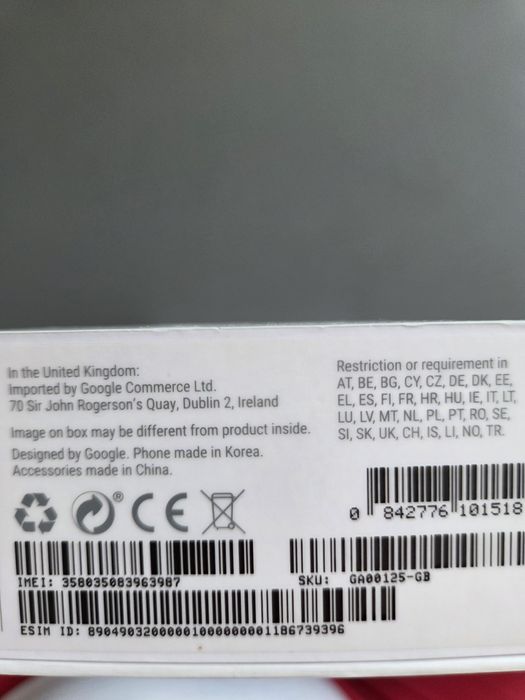 In the United Kingdom:
Imported by Google Commerce Ltd.
70 Sir John Rogerson's Quay, Dublin 2, Ireland
Image on box may be different from product inside.
Designed by Google. Phone made in Korea.
Accessories made in China.
Restriction or requirement in
AT, BE, BG, CY, CZ, DE, DK, EE,
EL, ES, FI, FR, HR, HU, IE, IT, LT,
LU, LV, MT, NL, PL, PT, RO, SE,
SI, SK, UK, CH, IS, LI, NO, TR.
0 842776 101518
CE
IMEI: 358035083963987
SKU: GA00125-GB
ESIM ID: 89049032000001000000001186739396